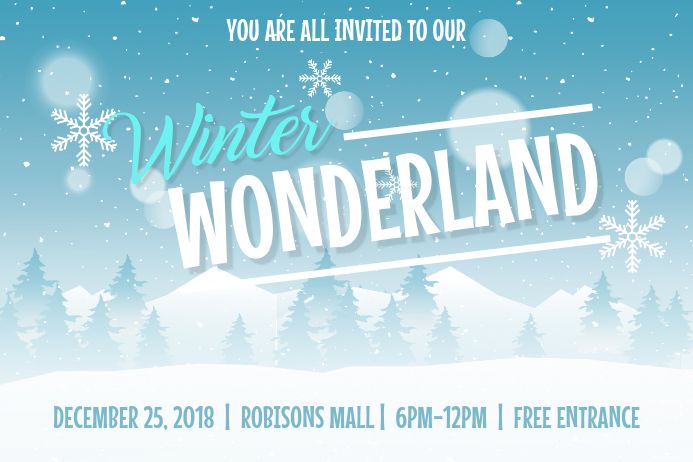 YOU ARE ALL INVITED TO OUR
Winter
WONDERLAND
DECEMBER 25, 2018 | ROBISONS MALL | 6PM-12PM | FREE ENTRANCE